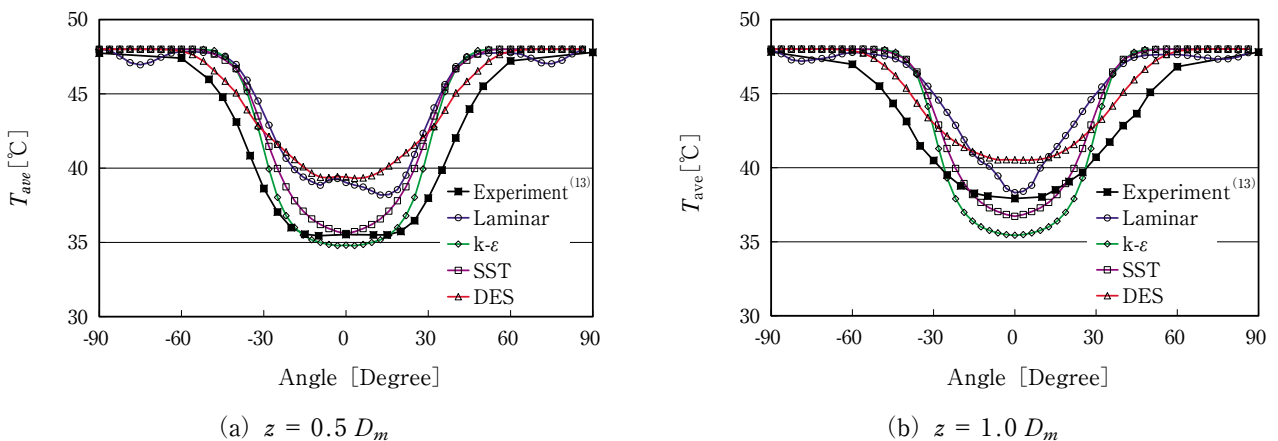 50
45
40
35
30
T_ave [℃]
-90 -60 -30 0 30 60 90
Angle [Degree]
Experiment(13)
Laminar
k-ε
SST
DES
(a) z = 0.5 D_m
50
45
40
35
30
T_ave [℃]
-90 -60 -30 0 30 60 90
Angle [Degree]
Experiment(13)
Laminar
k-ε
SST
DES
(b) z = 1.0 D_m